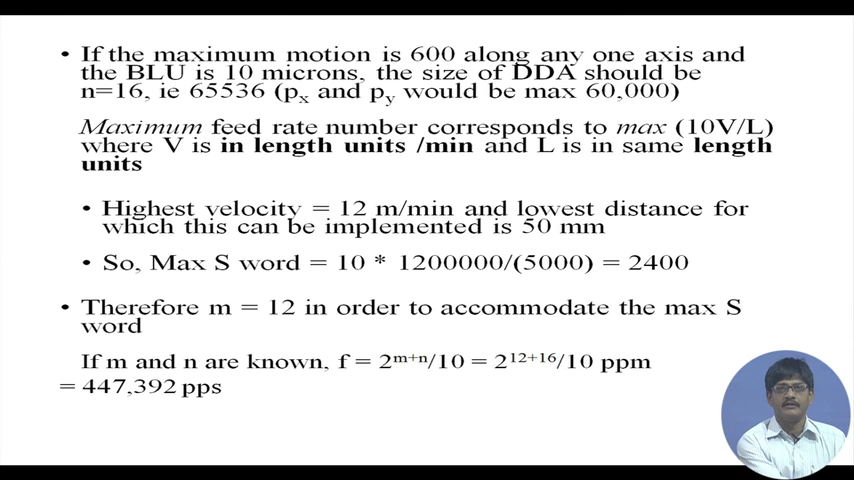 • If the maximum motion is 600 along any one axis and
the BLU is 10 microns, the size of DDA should be
n=16, ie 65536 (pₓ and pᵧ would be max 60,000)
Maximum feed rate number corresponds to max (10V/L)
where V is in length units /min and L is in same length
units
• Highest velocity = 12 m/min and lowest distance for
which this can be implemented is 50 mm
• So, Max S word = 10 * 1200000/(5000) = 2400
• Therefore m = 12 in order to accommodate the max S
word
If m and n are known, f = 2^(m+n)/10 = 2^(12+16)/10 ppm
= 447,392 pps